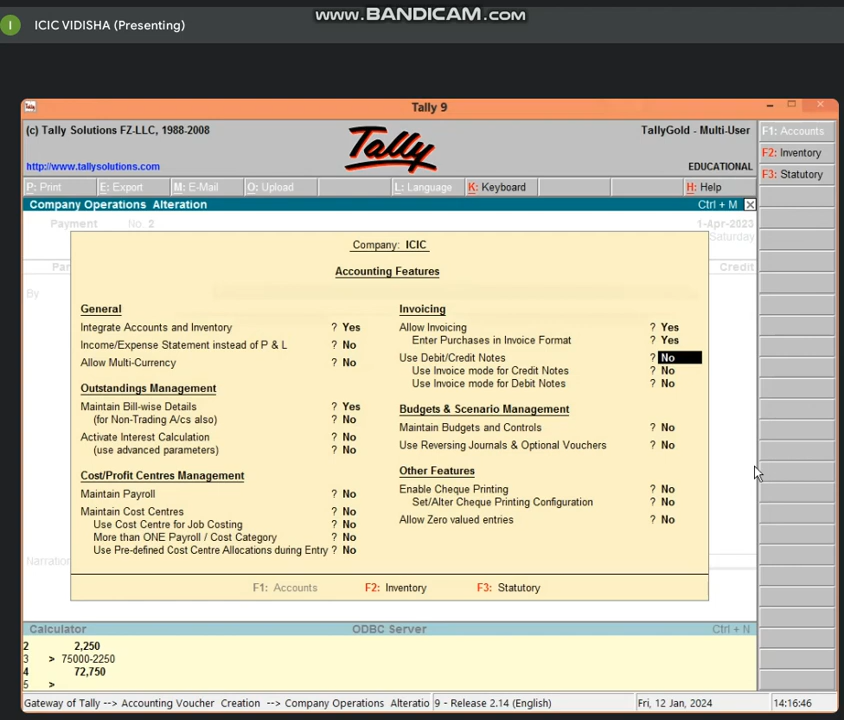 www.BANDICAM.com
I ICIC VIDISHA (Presenting)
Tally 9
(c) Tally Solutions FZ-LLC, 1988-2008
Tally
TallyGold - Multi-User
http://www.tallysolutions.com
EDUCATIONAL
F1: Accounts
F2: Inventory
F3: Statutory
P: Print E: Export M: E-Mail O: Upload L: Language K: Keyboard H: Help
Company Operations Alteration Ctrl + M
Payment No. 2 1-Apr-2023
Saturday
Company: ICIC
Accounting Features
Par Credit
By
General
Integrate Accounts and Inventory ? Yes
Income/Expense Statement instead of P & L ? No
Allow Multi-Currency ? No
Outstandings Management
Maintain Bill-wise Details ? Yes
(for Non-Trading A/cs also) ? No
Activate Interest Calculation ? No
(use advanced parameters) ? No
Cost/Profit Centres Management
Maintain Payroll ? No
Maintain Cost Centres ? No
Use Cost Centre for Job Costing ? No
More than ONE Payroll / Cost Category ? No
Use Pre-defined Cost Centre Allocations during Entry ? No
Invoicing
Allow Invoicing ? Yes
Enter Purchases in Invoice Format ? Yes
Use Debit/Credit Notes ? No
Use Invoice mode for Credit Notes ? No
Use Invoice mode for Debit Notes ? No
Budgets & Scenario Management
Maintain Budgets and Controls ? No
Use Reversing Journals & Optional Vouchers ? No
Other Features
Enable Cheque Printing ? No
Set/Alter Cheque Printing Configuration ? No
Allow Zero valued entries ? No
Narration
F1: Accounts F2: Inventory F3: Statutory
Calculator ODBC Server Ctrl + N
2 2,250
3 > 75000-2250
4 72,750
5 >
Gateway of Tally --> Accounting Voucher Creation --> Company Operations Alteratio 9 - Release 2.14 (English) Fri, 12 Jan, 2024 14:16:46